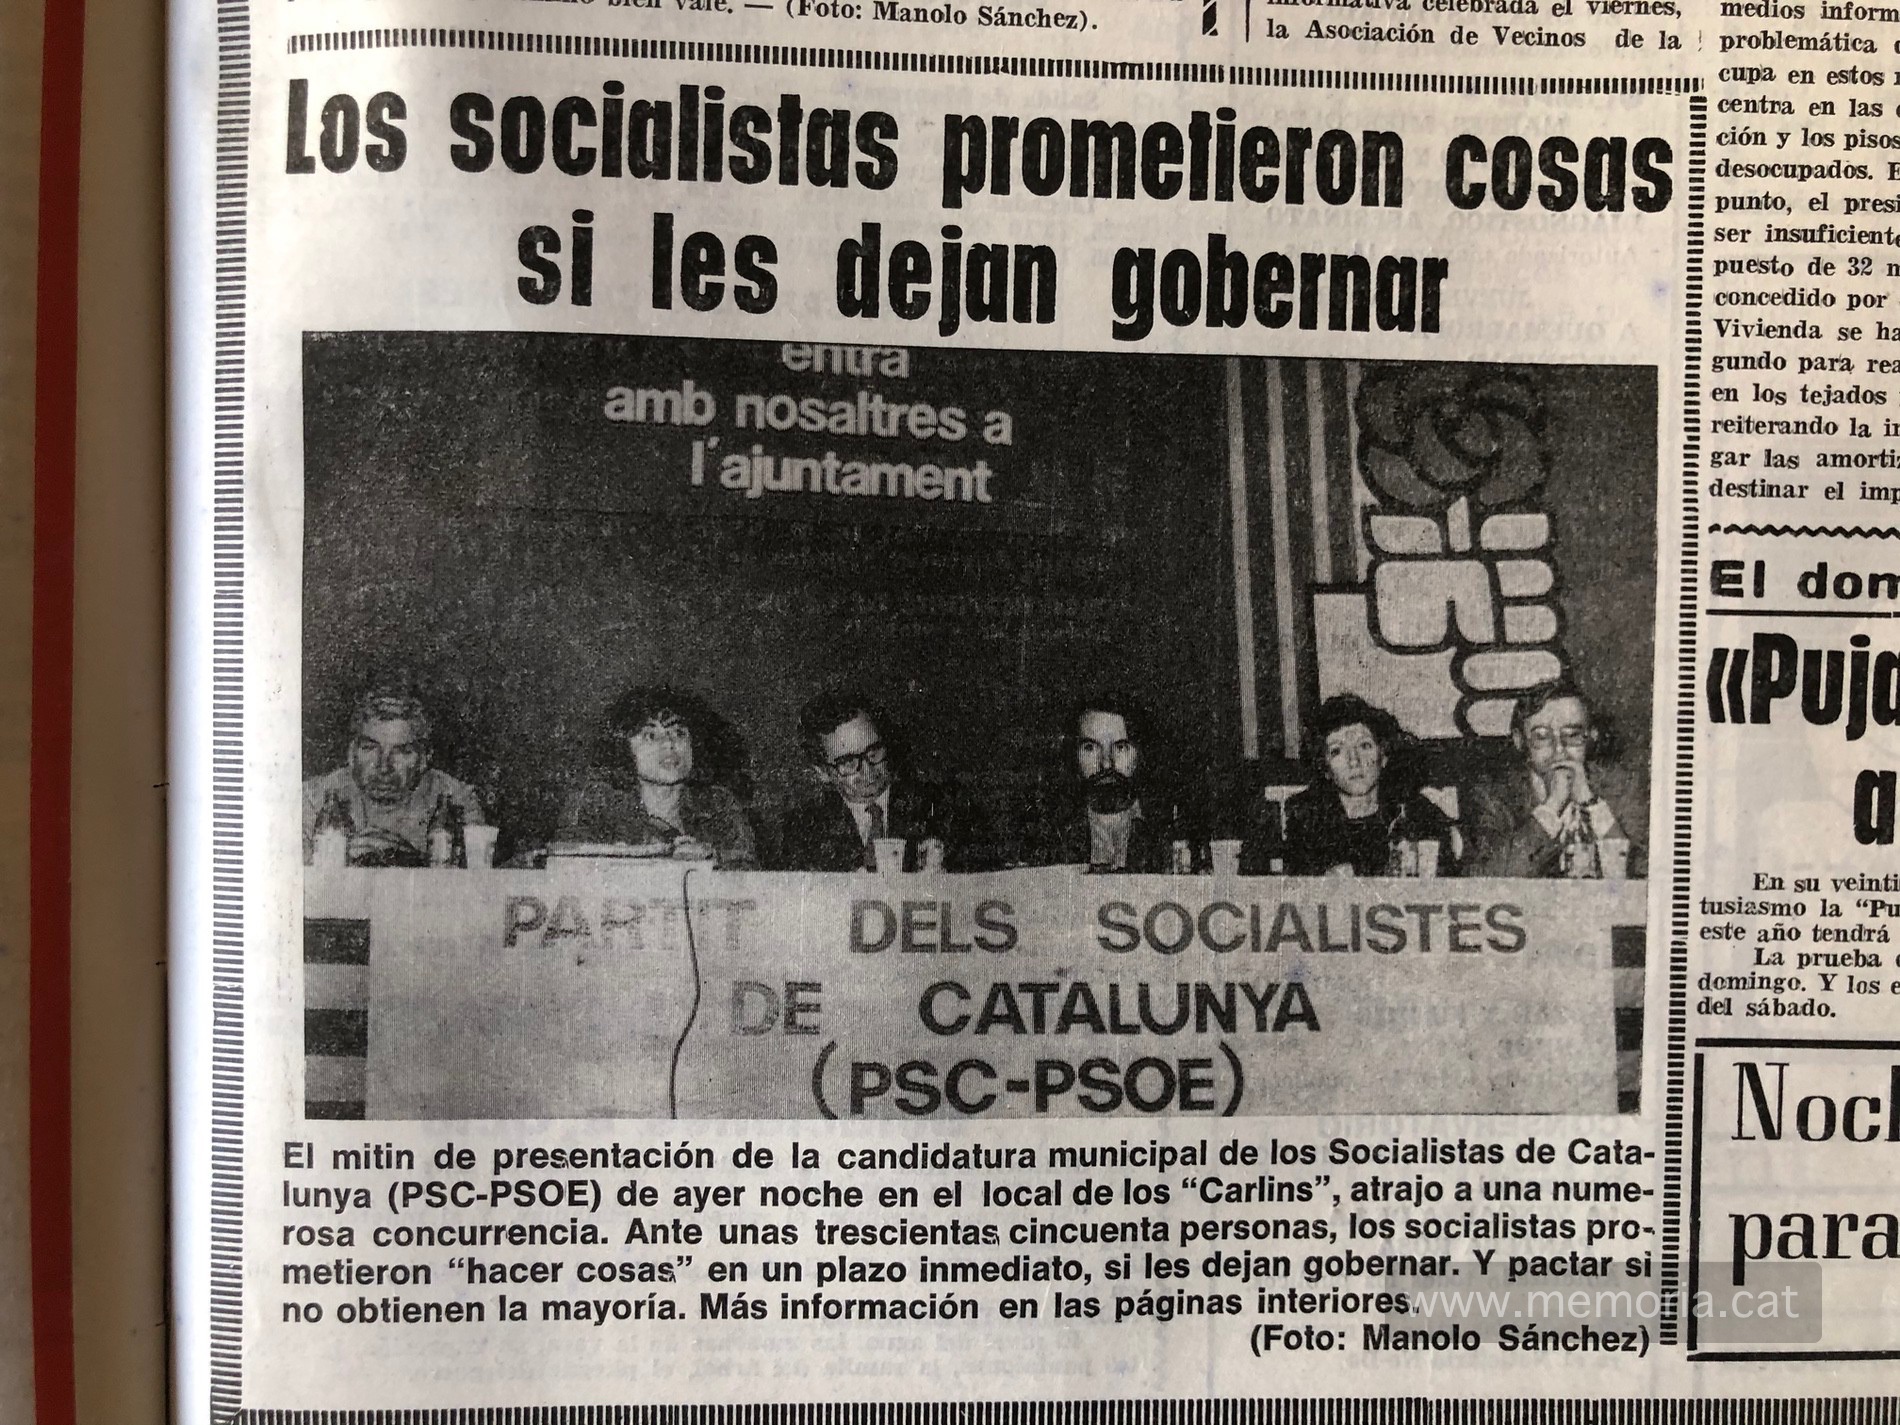 bien vale. — (Foto: Manolo Sánchez).
informativa celebrada el viernes,
la Asociación de Vecinos de la
Los socialistas prometieron cosas
si les dejan gobernar
entra
amb nosaltres a
l'ajuntament
PARTIT DELS SOCIALISTES
DE CATALUNYA
(PSC-PSOE)
El mitin de presentación de la candidatura municipal de los Socialistas de Cata-
lunya (PSC-PSOE) de ayer noche en el local de los “Carlins”, atrajo a una nume-
rosa concurrencia. Ante unas trescientas cincuenta personas, los socialistas pro-
metieron “hacer cosas” en un plazo inmediato, si les dejan gobernar. Y pactar si
no obtienen la mayoría. Más información en las páginas interiores.
(Foto: Manolo Sánchez)
medios inform
problemática
cupa en estos
centra en las
ción y los pisos
desocupados. E
punto, el presi
ser insuficiente
puesto de 32 m
concedido por
Vivienda se ha
gundo para rea
en los tejados
reiterando la in
gar las amortiz
destinar el imp
El dom
«Puja
a
En su veinti
tusiasmo la “Pu
este año tendrá
La prueba
domingo. Y los e
del sábado.
Noch
para
www.memoria.cat